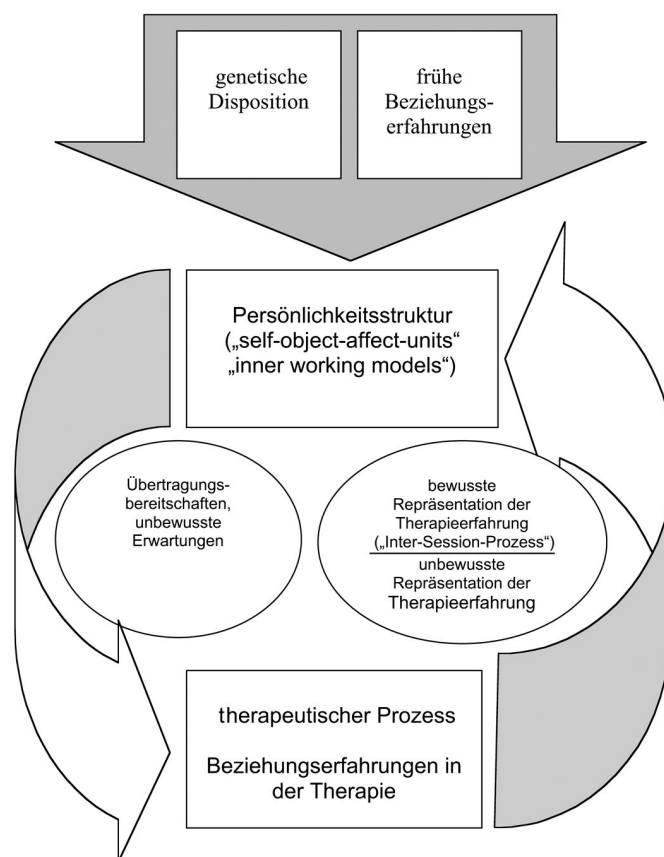 genetische
Disposition
frühe
Beziehungs-
erfahrungen
Persönlichkeitsstruktur
(„self-object-affect-units“
„inner working models“)
Übertragungs-
bereitschaften,
unbewusste
Erwartungen
bewusste
Repräsentation der
Therapieerfahrung
(„Inter-Session-Prozess“)
unbewusste
Repräsentation der
Therapieerfahrung
therapeutischer Prozess
Beziehungserfahrungen in
der Therapie